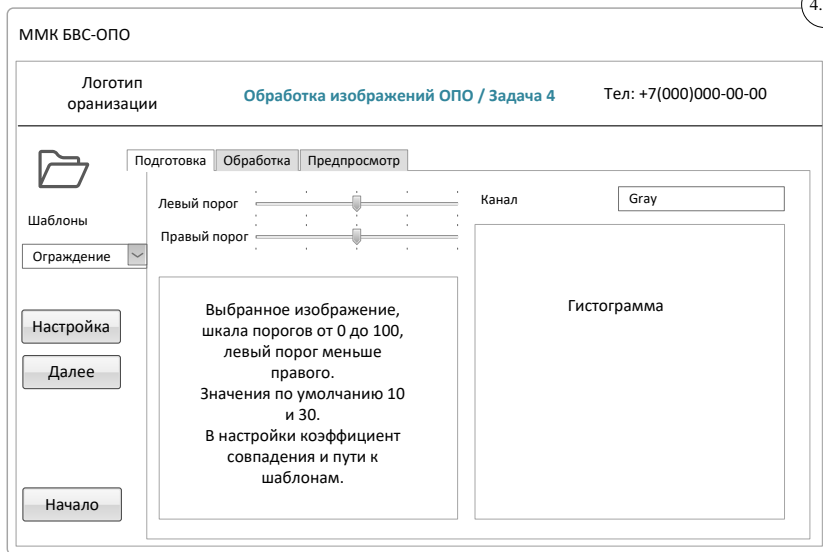 4.
ММК БВС-ОПО
Логотип
оранизации
Обработка изображений ОПО / Задача 4
Тел: +7(000)000-00-00
Подготовка
Обработка
Предпросмотр
Шаблоны
Ограждение
Настройка
Далее
Начало
Левый порог
Правый порог
Канал
Gray
Выбранное изображение,
шкала порогов от 0 до 100,
левый порог меньше
правого.
Значения по умолчанию 10
и 30.
В настройки коэффициент
совпадения и пути к
шаблонам.
Гистограмма